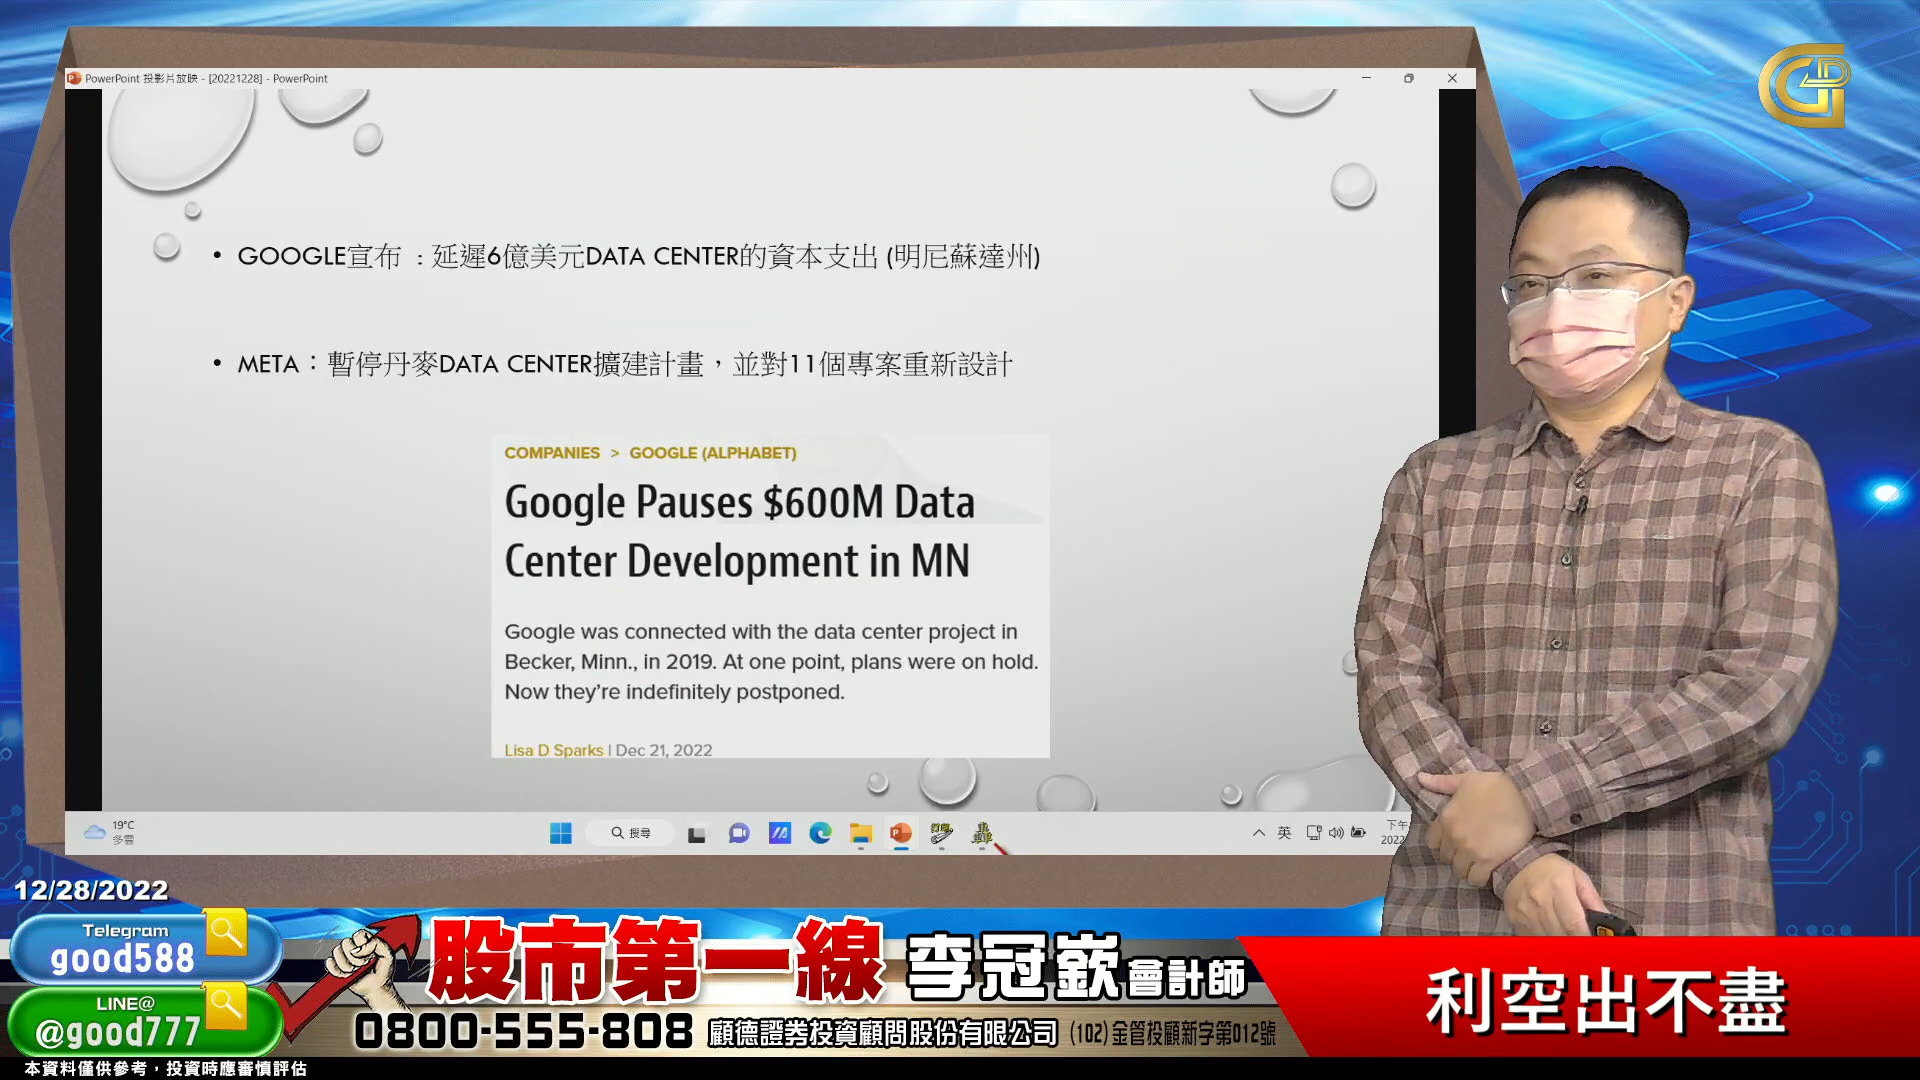 PowerPoint 投影片放映 - [20221228] - PowerPoint
• GOOGLE宣布 : 延遲6億美元DATA CENTER的資本支出 (明尼蘇達州)
• META：暫停丹麥DATA CENTER擴建計畫，並對11個專案重新設計
COMPANIES > GOOGLE (ALPHABET)
Google Pauses $600M Data
Center Development in MN
Google was connected with the data center project in
Becker, Minn., in 2019. At one point, plans were on hold.
Now they're indefinitely postponed.
Lisa D Sparks | Dec 21, 2022
19°C
多雲
搜尋
英
下午
2022
12/28/2022
Telegram
good588
LINE@
@good777
股市第一線 李冠嶔會計師
0800-555-808 顧德證券投資顧問股份有限公司 (102)金管投顧新字第012號
利空出不盡
本資料僅供參考，投資時應審慎評估